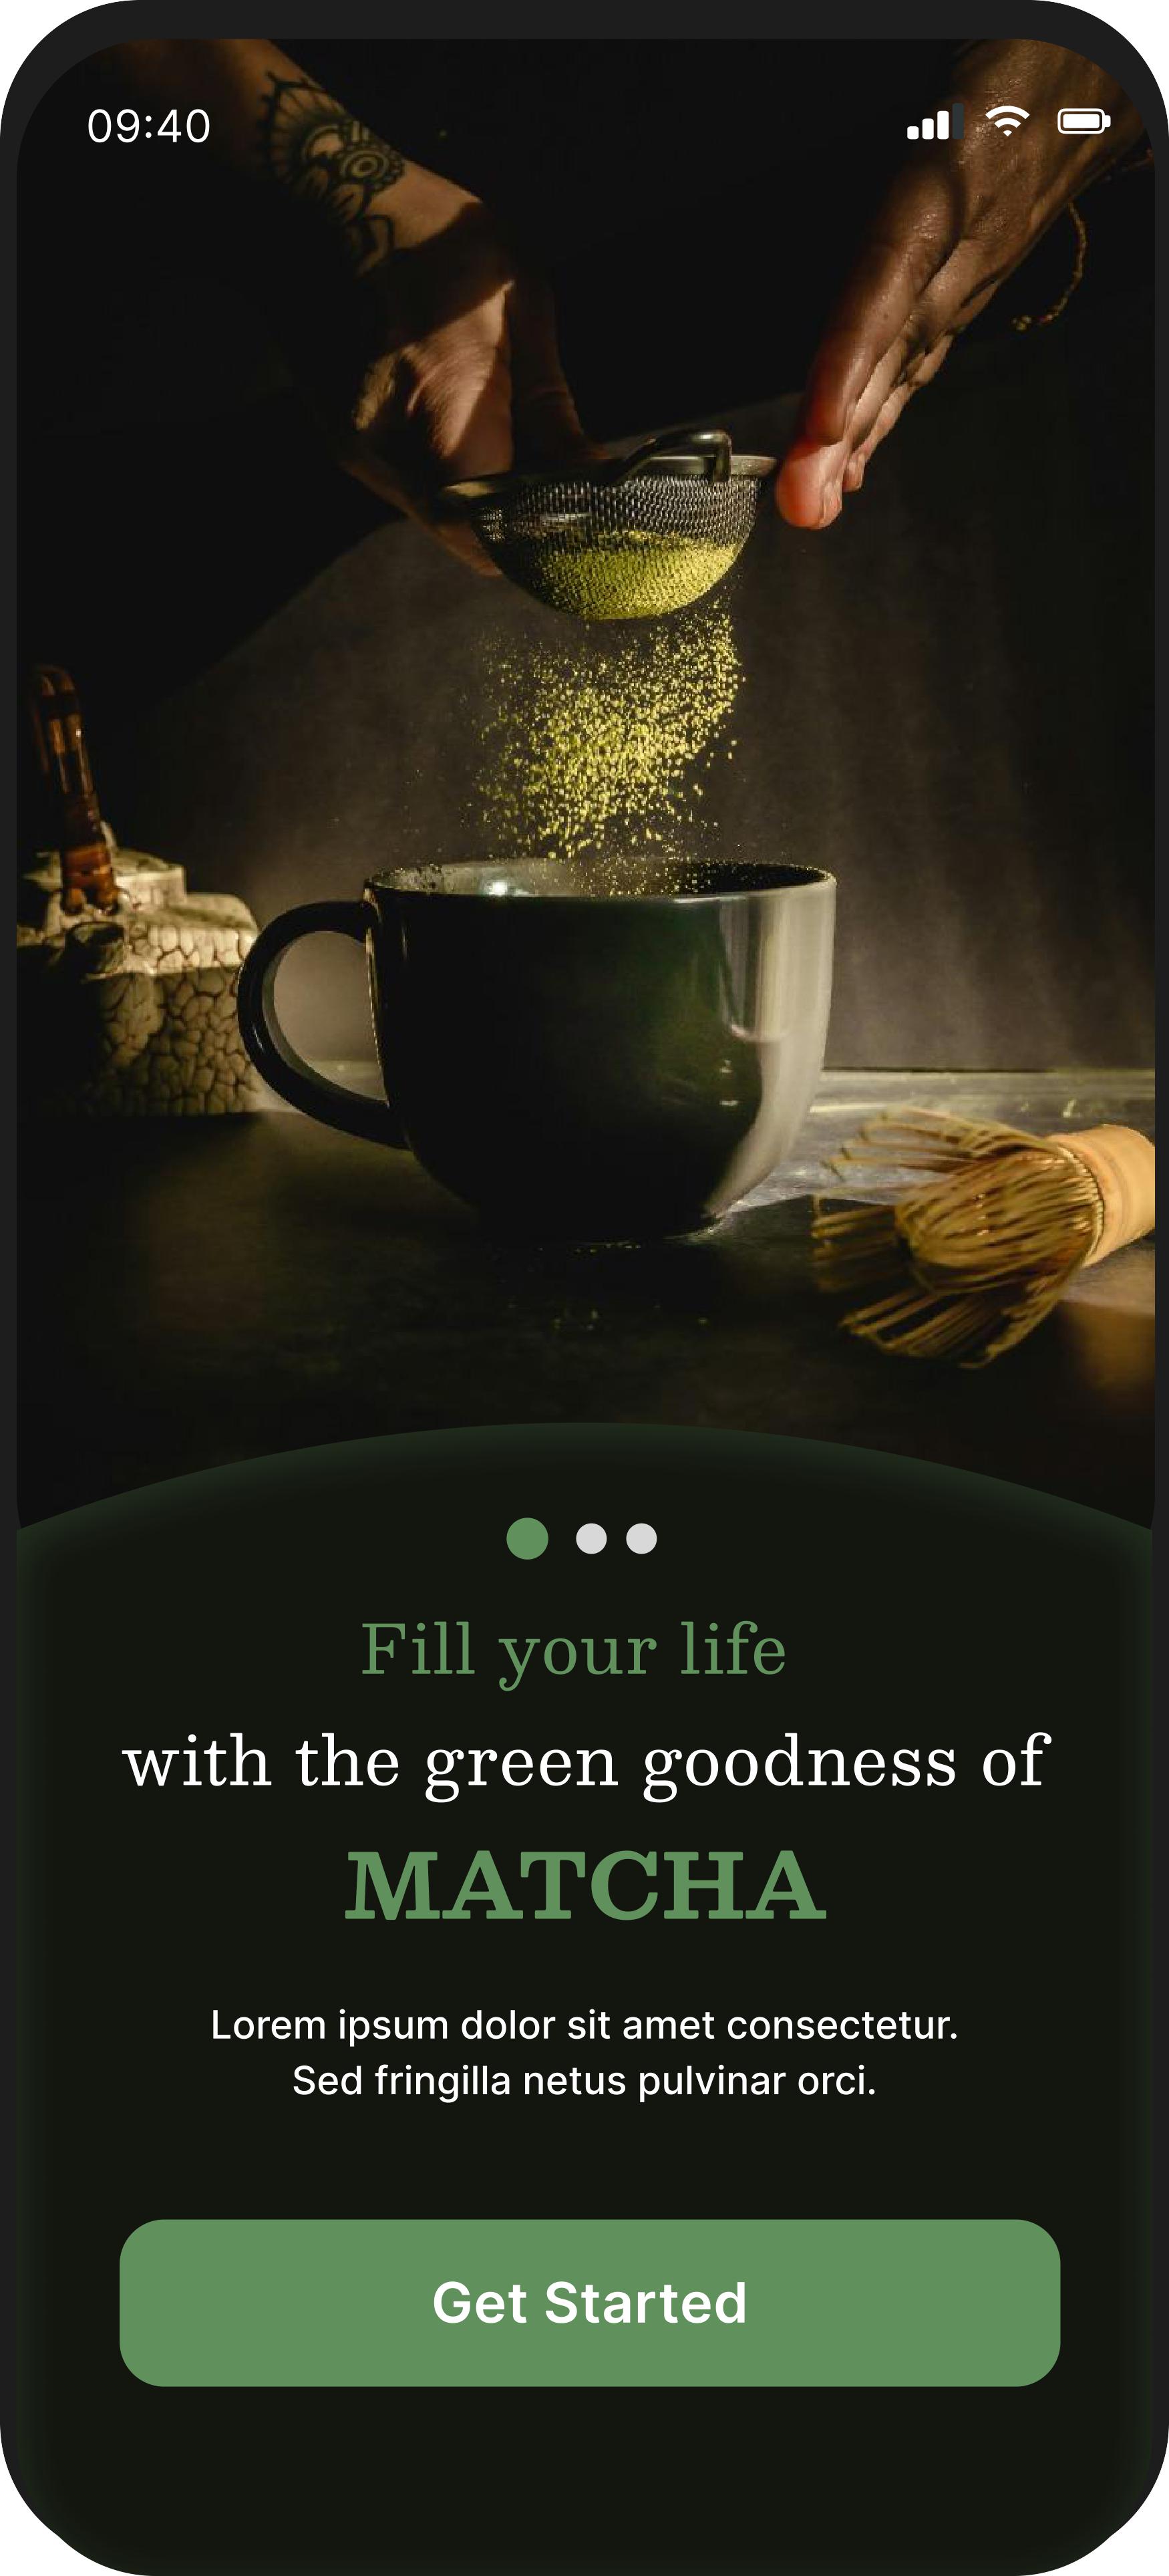 09:40
Fill your life
with the green goodness of
MATCHA
Lorem ipsum dolor sit amet consectetur.
Sed fringilla netus pulvinar orci.
Get Started